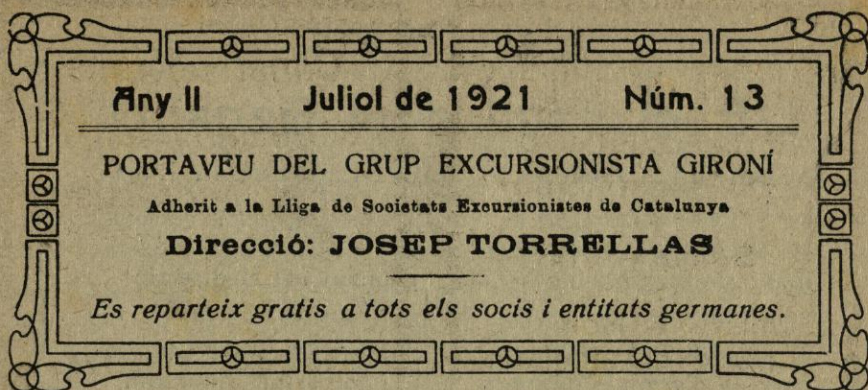 Any II Juliol de 1921 Núm. 13
PORTAVEU DEL GRUP EXCURSIONISTA GIRONÍ
Adherit a la Lliga de Societats Excursionistes de Catalunya
Direcció: JOSEP TORRELLAS
Es reparteix gratis a tots els socis i entitats germanes.